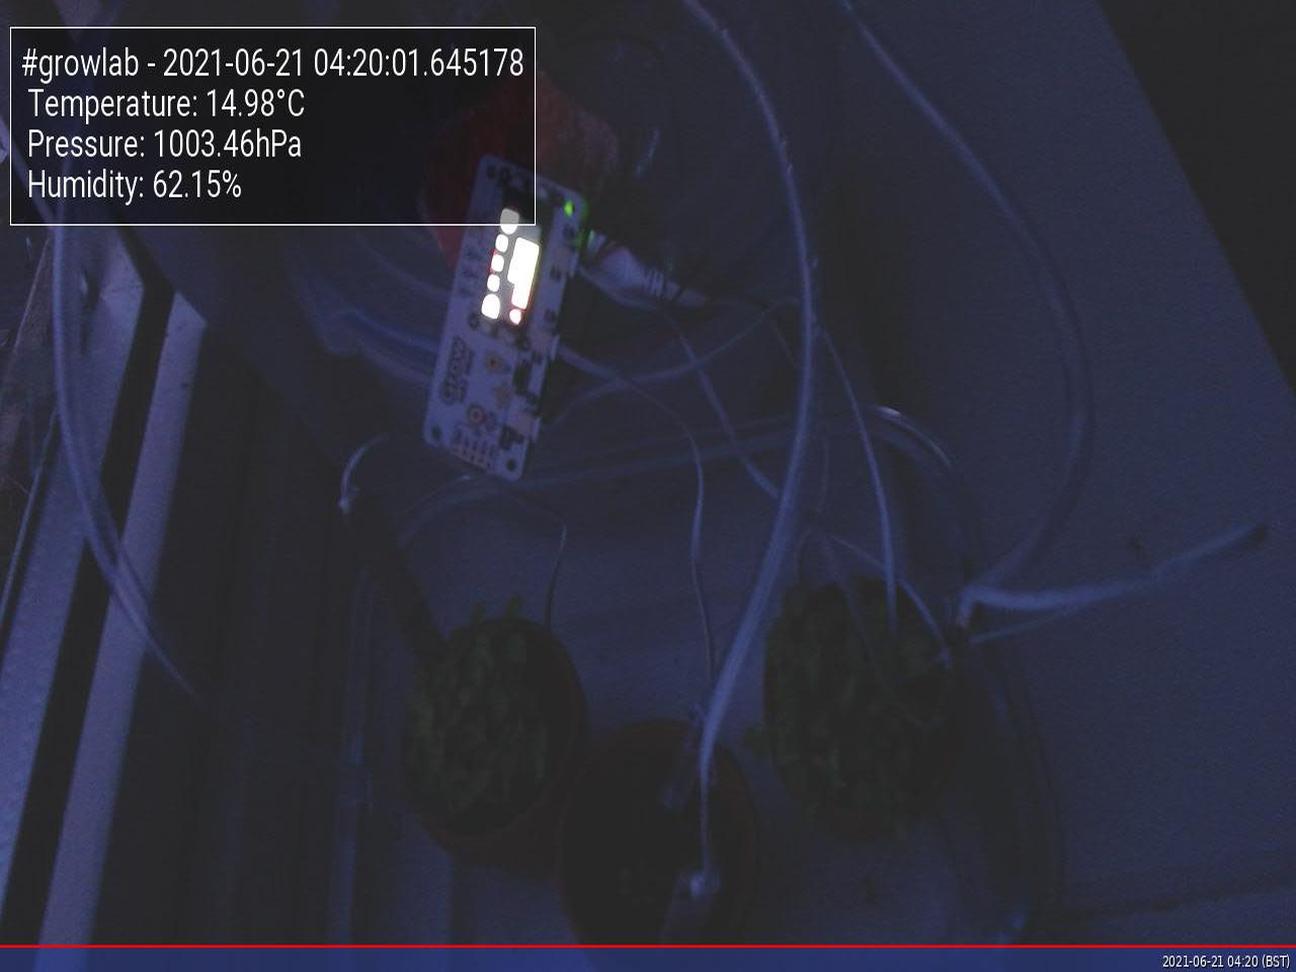 #growlab - 2021-06-21 04:20:01.645178
Temperature: 14.98°C
Pressure: 1003.46hPa
Humidity: 62.15%
GROW
2021-06-21 04:20 (BST)